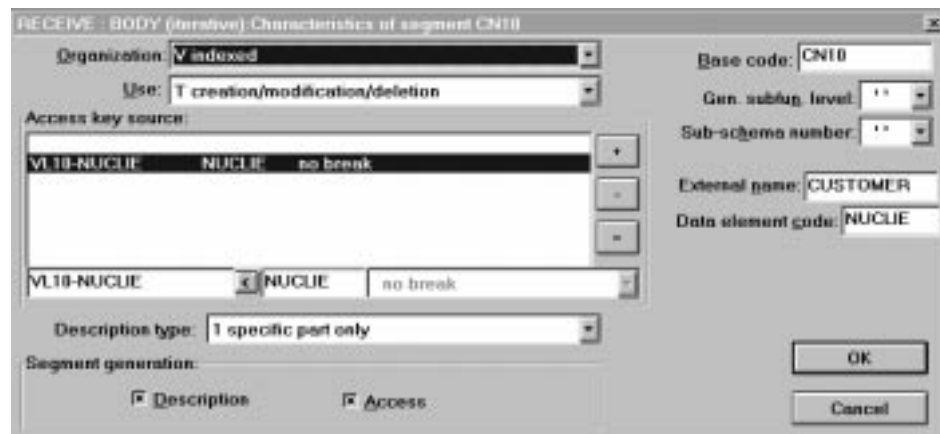 RECEIVE : BODY (iterative):Characteristics of segment CN10
Organization: V indexed
Use: T creation/modification/deletion
Access key source:
VL10-NUCLIE NUCLIE no break
VL10-NUCLIE < NUCLIE no break
Description type: 1 specific part only
Segment generation:
Description Access
Base code: CN10
Gen. subfun. level: ' '
Sub-schema number: ' '
External name: CUSTOMER
Data element code: NUCLIE
+
-
=
OK
Cancel